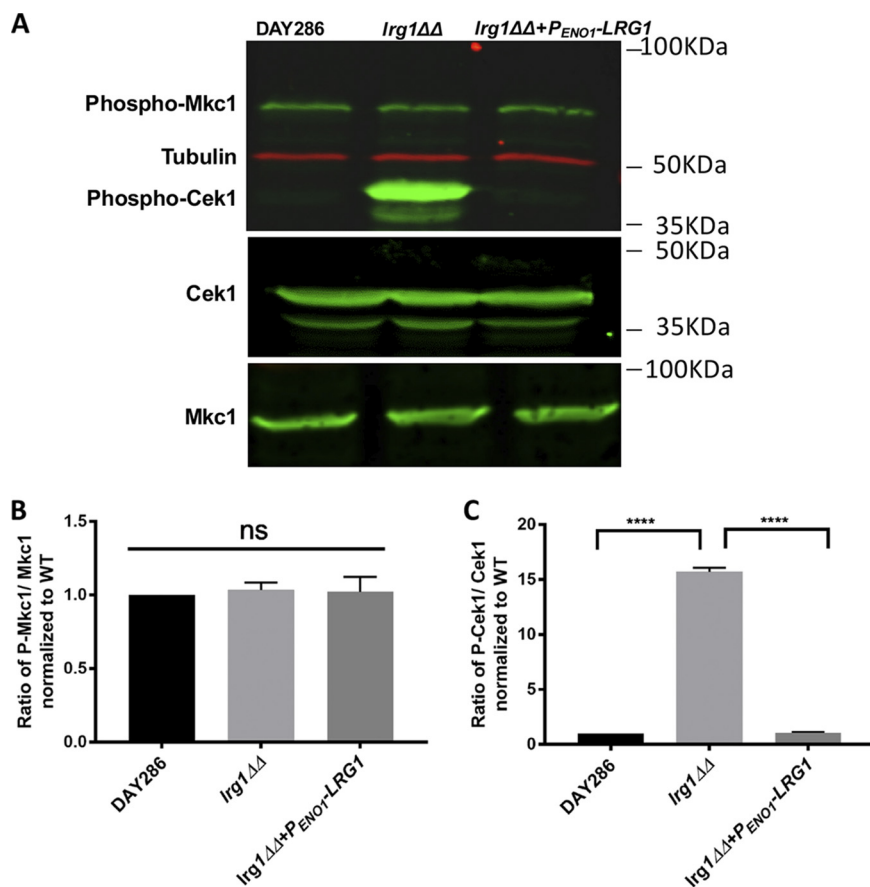 A
DAY286 lrg1ΔΔ lrg1ΔΔ+PENO1-LRG1
100KDa
Phospho-Mkc1
Tubulin
50KDa
Phospho-Cek1
35KDa
50KDa
Cek1
35KDa
100KDa
Mkc1
B
Ratio of P-Mkc1/ Mkc1
normalized to WT
1.5
1.0
0.5
0.0
ns
DAY286
lrg1ΔΔ
lrg1ΔΔ+PENO1-LRG1
C
Ratio of P-Cek1/ Cek1
normalized to WT
20
15
10
5
0
**** ****
DAY286
lrg1ΔΔ
lrg1ΔΔ+PENO1-LRG1